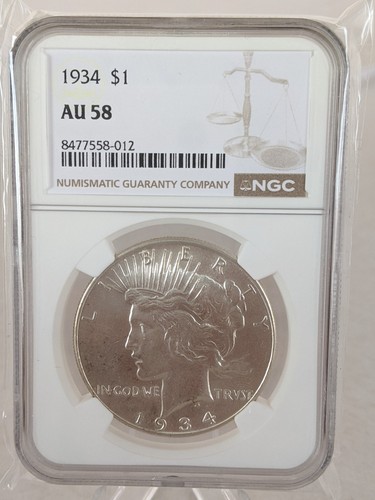 1934 $1
AU 58
8477558-012
NUMISMATIC GUARANTY COMPANY NGC
LIBERTY
IN GOD WE TRVST
1934